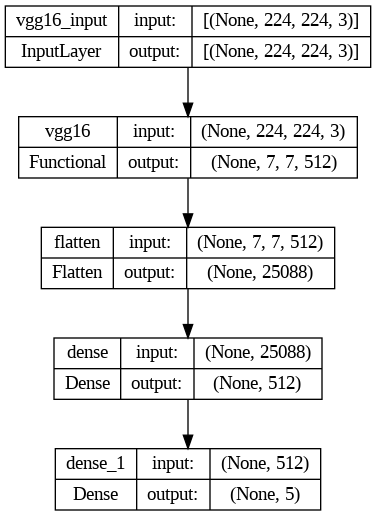 vgg16_input input: [(None, 224, 224, 3)]
InputLayer output: [(None, 224, 224, 3)]
vgg16 input: (None, 224, 224, 3)
Functional output: (None, 7, 7, 512)
flatten input: (None, 7, 7, 512)
Flatten output: (None, 25088)
dense input: (None, 25088)
Dense output: (None, 512)
dense_1 input: (None, 512)
Dense output: (None, 5)